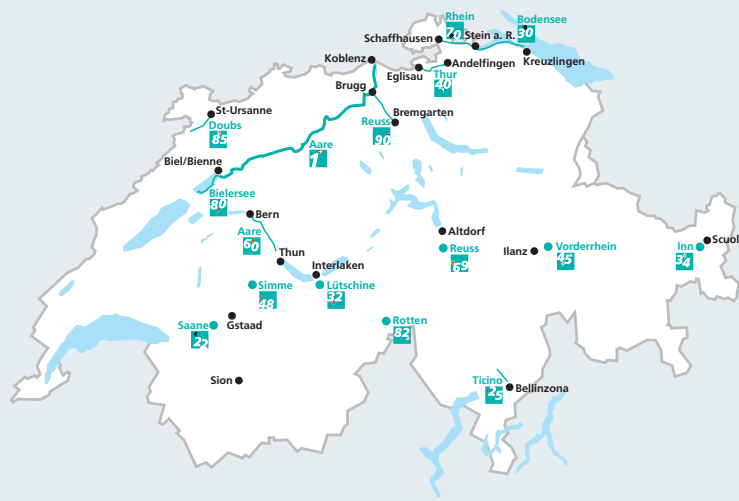 Rhein
70
Bodensee
30
Schaffhausen
Stein a. R.
Koblenz
Eglisau
Andelfingen
Kreuzlingen
Thur
40
Brugg
St-Ursanne
Doubs
85
Reuss
90
Bremgarten
Aare
1
Biel/Bienne
Bielersee
80
Bern
Aare
60
Thun
Interlaken
Altdorf
Reuss
69
Ilanz
Vorderrhein
45
Scuol
Inn
34
Simme
48
Lütschine
32
Saane
22
Gstaad
Rotten
82
Sion
Ticino
25
Bellinzona